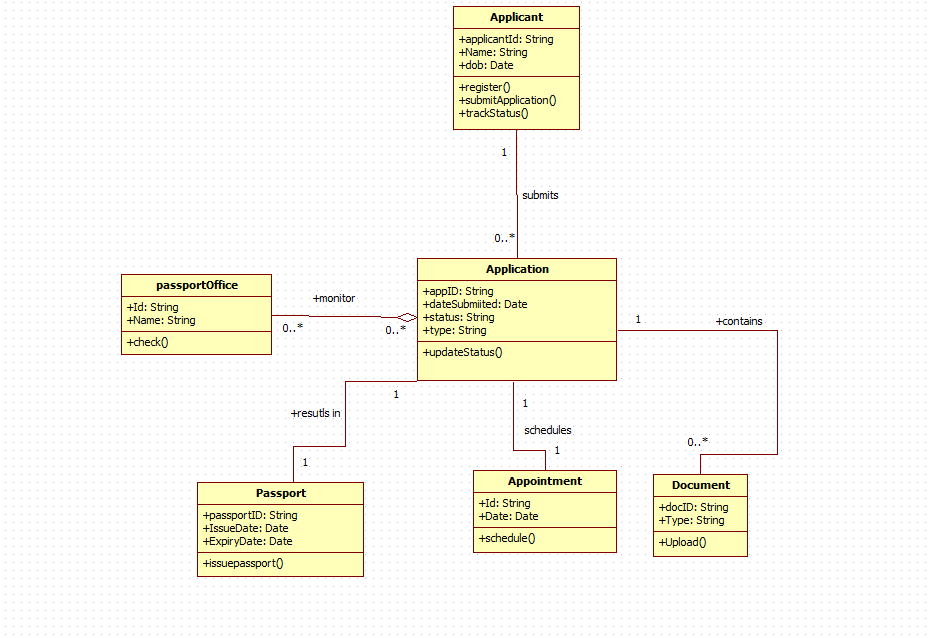 Applicant
+applicantId: String
+Name: String
+dob: Date
+register()
+submitApplication()
+trackStatus()
1
submits
0..*
Application
+appID: String
+dateSubmiited: Date
+status: String
+type: String
+updateStatus()
passportOffice
+Id: String
+Name: String
+check()
+monitor
0..*
0..*
1
+contains
0..*
1
+resutls in
1
1
schedules
1
Passport
+passportID: String
+IssueDate: Date
+ExpiryDate: Date
+issuepassport()
Appointment
+Id: String
+Date: Date
+schedule()
Document
+docID: String
+Type: String
+Upload()